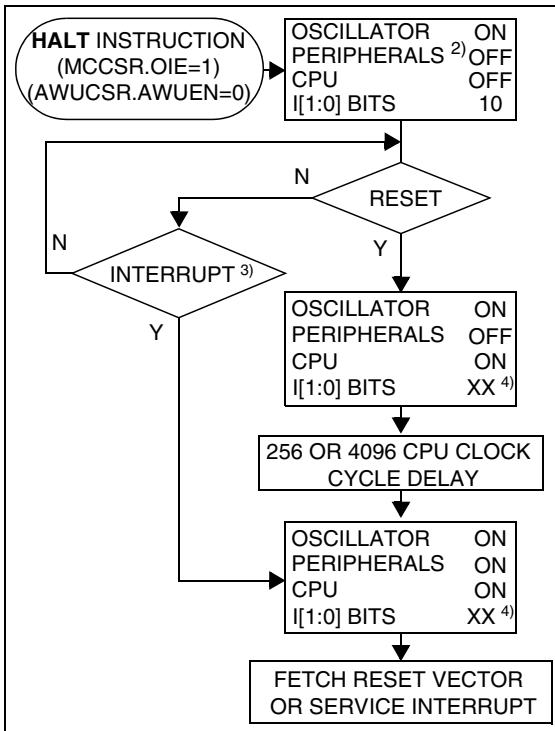 HALT INSTRUCTION
(MCCSR.OIE=1)
(AWUCSR.AWUEN=0)
OSCILLATOR ON
PERIPHERALS 2) OFF
CPU OFF
I[1:0] BITS 10
N
RESET
Y
N
INTERRUPT 3)
Y
OSCILLATOR ON
PERIPHERALS OFF
CPU ON
I[1:0] BITS XX 4)
256 OR 4096 CPU CLOCK
CYCLE DELAY
OSCILLATOR ON
PERIPHERALS ON
CPU ON
I[1:0] BITS XX 4)
FETCH RESET VECTOR
OR SERVICE INTERRUPT